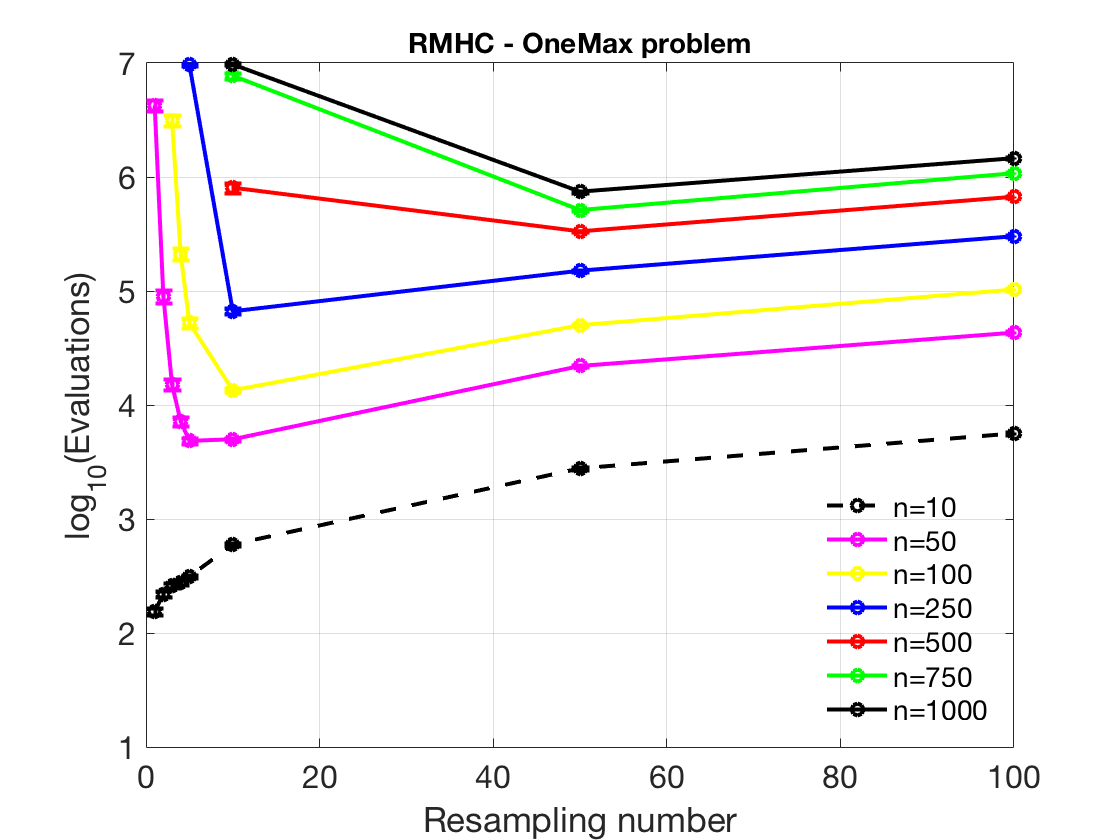 RMHC - OneMax problem
log10(Evaluations)
7
6
5
4
3
2
1
n=10
n=50
n=100
n=250
n=500
n=750
n=1000
0 20 40 60 80 100
Resampling number